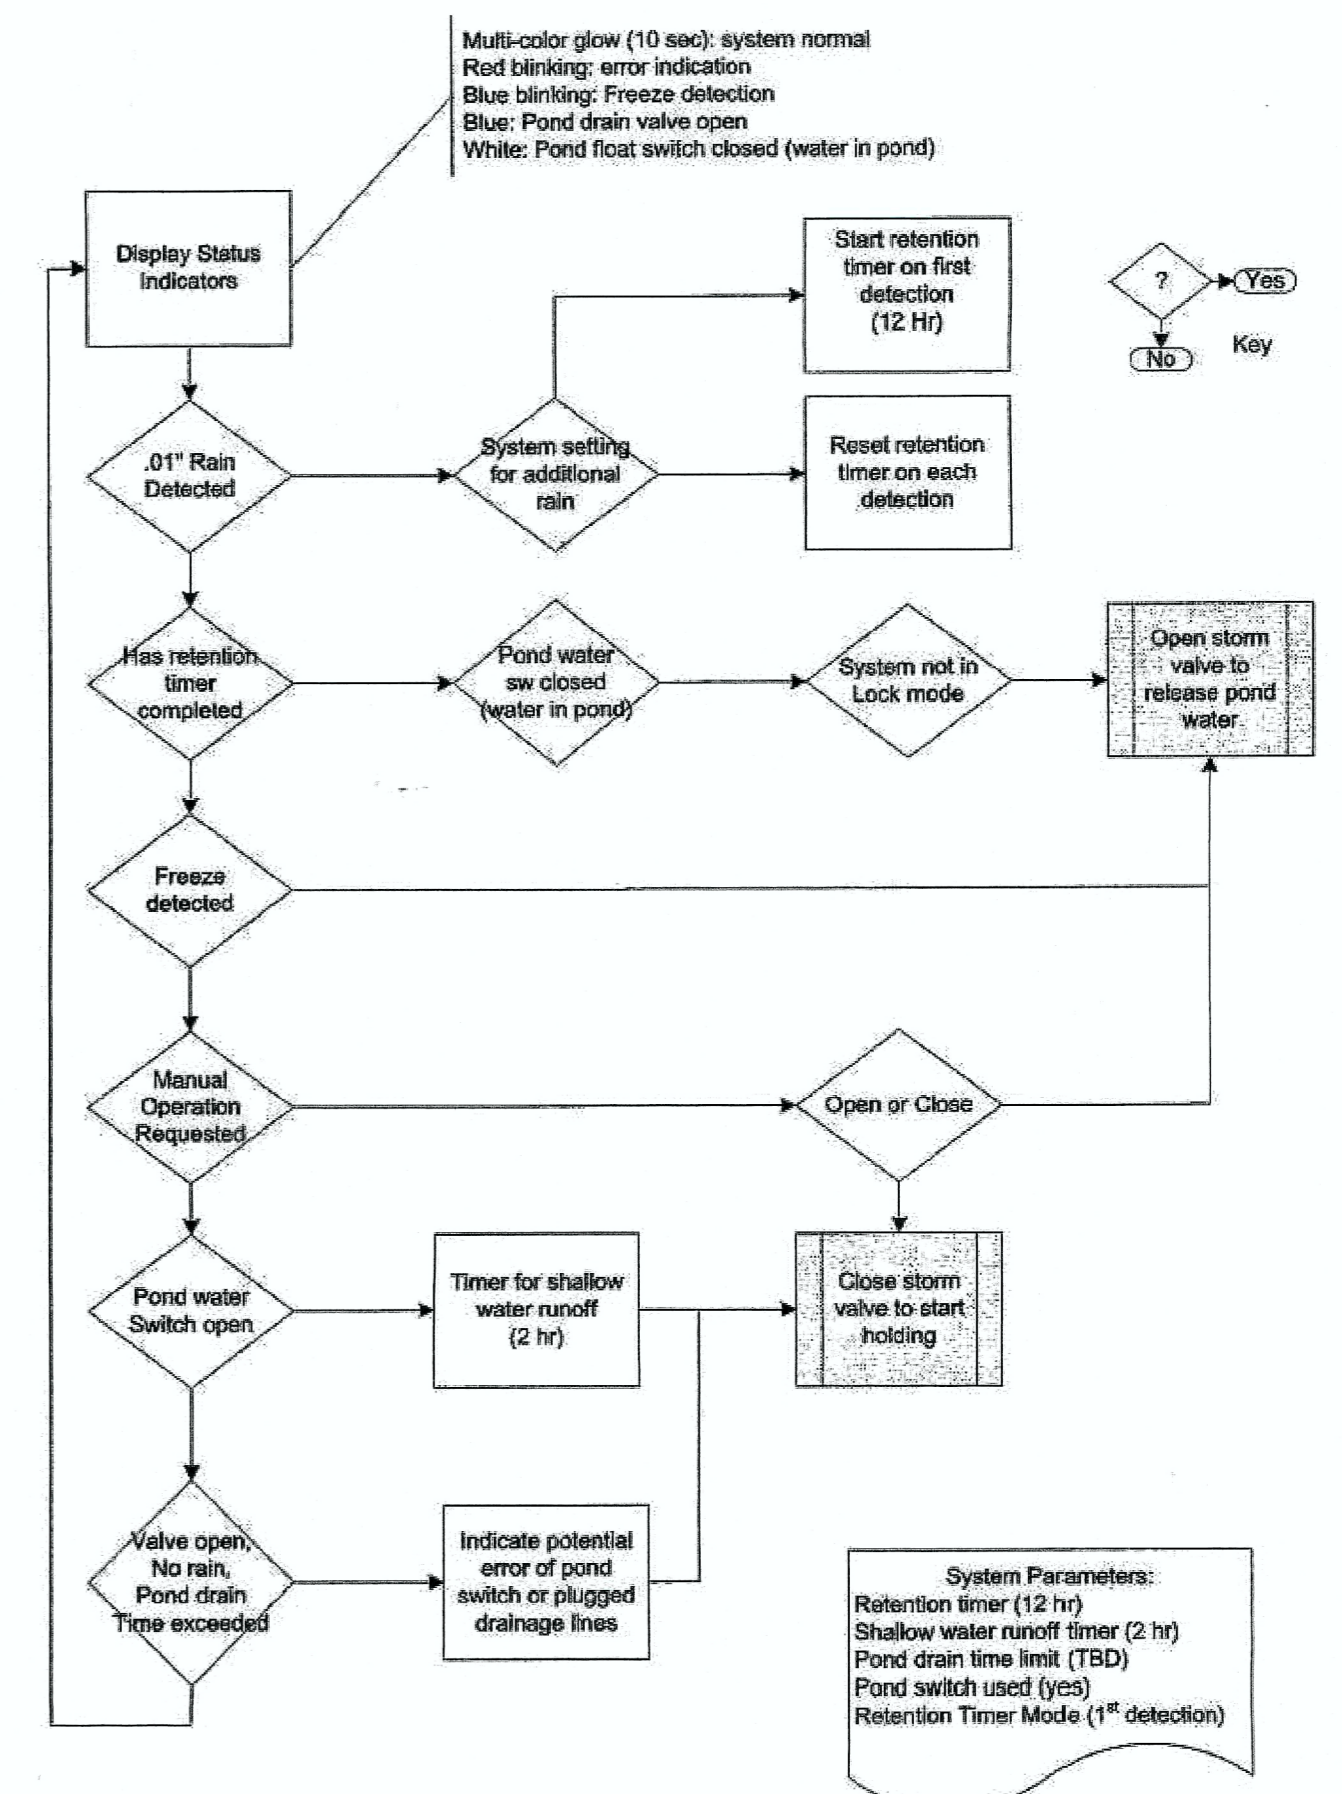 Multi-color glow (10 sec): system normal
Red blinking: error indication
Blue blinking: Freeze detection
Blue: Pond drain valve open
White: Pond float switch closed (water in pond)
Display Status
Indicators
Start retention
timer on first
detection
(12 Hr)
?
Yes
No
Key
.01" Rain
Detected
System setting
for additional
rain
Reset retention
timer on each
detection
Has retention
timer
completed
Pond water
sw closed
(water in pond)
System not in
Lock mode
Open storm
valve to
release pond
water
Freeze
detected
Manual
Operation
Requested
Open or Close
Pond water
Switch open
Timer for shallow
water runoff
(2 hr)
Close storm
valve to start
holding
Valve open,
No rain,
Pond drain
Time exceeded
Indicate potential
error of pond
switch or plugged
drainage lines
System Parameters:
Retention timer (12 hr)
Shallow water runoff timer (2 hr)
Pond drain time limit (TBD)
Pond switch used (yes)
Retention Timer Mode (1st detection)